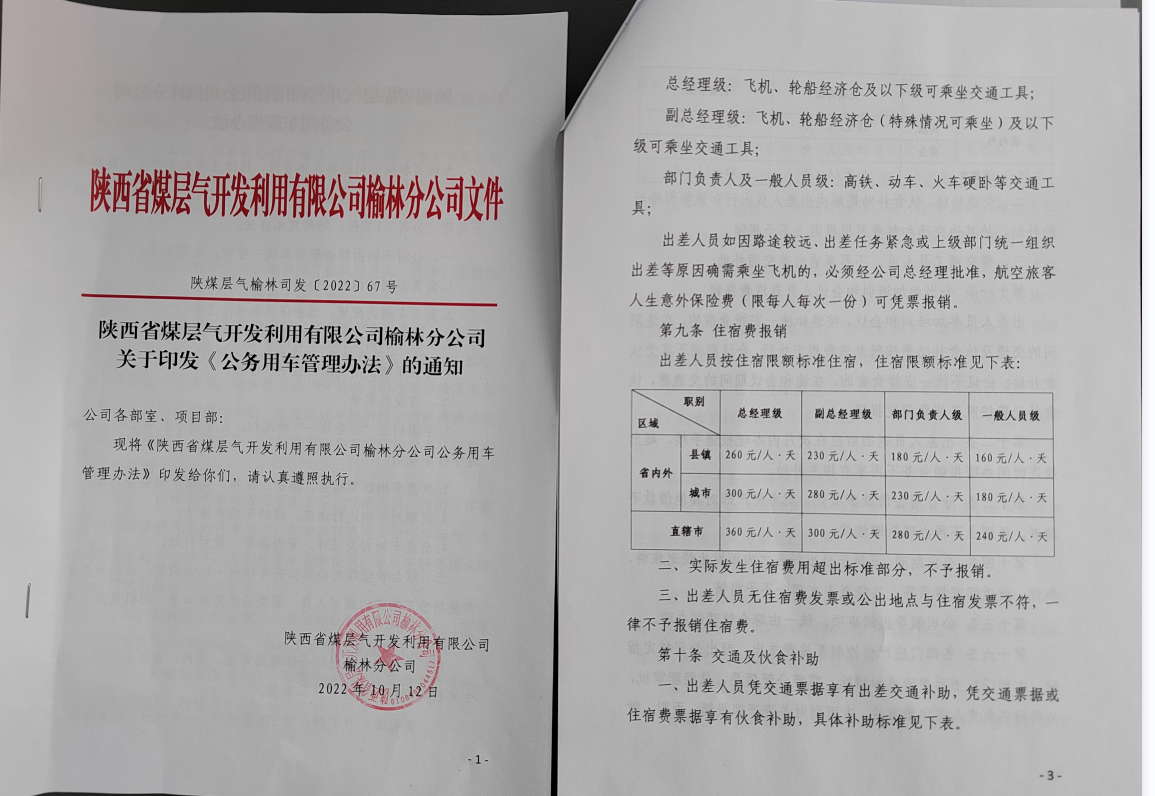 陕西省煤层气开发利用有限公司榆林分公司文件
陕煤层气榆林司发〔2022〕67号
陕西省煤层气开发利用有限公司榆林分公司
关于印发《公务用车管理办法》的通知
公司各部室、项目部：
现将《陕西省煤层气开发利用有限公司榆林分公司公务用车
管理办法》印发给你们，请认真遵照执行。
陕西省煤层气开发利用有限公司
榆林分公司
2022年10月12日
-1-
总经理级：飞机、轮船经济仓及以下级可乘坐交通工具；
副总经理级：飞机、轮船经济仓（特殊情况可乘坐）及以下
级可乘坐交通工具；
部门负责人及一般人员级：高铁、动车、火车硬卧等交通工
具；
出差人员如因路途较远、出差任务紧急或上级部门统一组织
出差等原因确需乘坐飞机的，必须经公司总经理批准，航空旅客
人生意外保险费（限每人每次一份）可凭票报销。
第九条 住宿费报销
出差人员按住宿限额标准住宿，住宿限额标准见下表：
职别 区域 总经理级 副总经理级 部门负责人级 一般人员级
省内外 县镇 260元/人·天 230元/人·天 180元/人·天 160元/人·天
城市 300元/人·天 280元/人·天 230元/人·天 180元/人·天
直辖市 360元/人·天 300元/人·天 280元/人·天 240元/人·天
二、实际发生住宿费用超出标准部分，不予报销。
三、出差人员无住宿费发票或公出地点与住宿发票不符，一
律不予报销住宿费。
第十条 交通及伙食补助
一、出差人员凭交通票据享有出差交通补助，凭交通票据或
住宿费票据享有伙食补助，具体补助标准见下表。
-3-